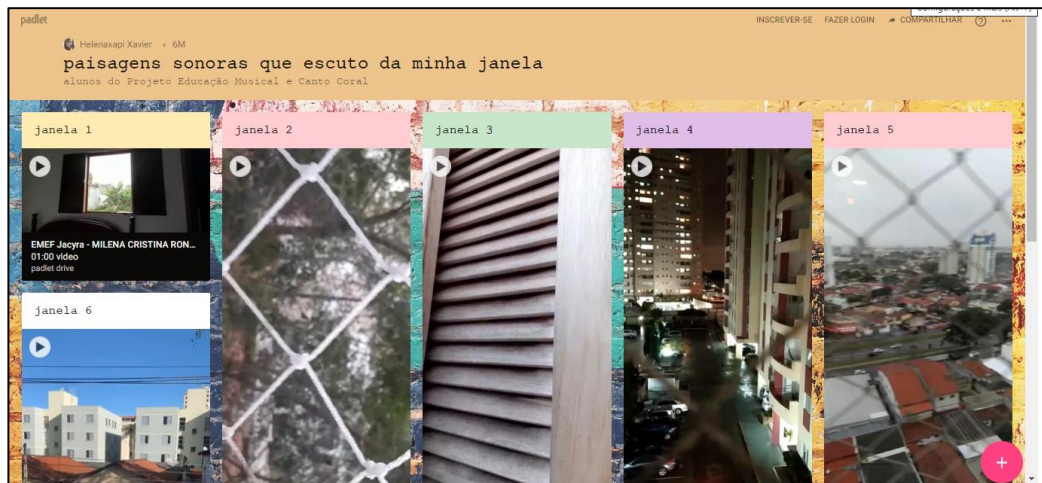 padlet
INSCREVER-SE FAZER LOGIN COMPARTILHAR
Helenaxapi Xavier • 6M
paisagens sonoras que escuto da minha janela
alunos do Projeto Educação Musical e Canto Coral
janela 1
janela 2
janela 3
janela 4
janela 5
EMEF Jacyra - MILENA CRISTINA RON...
01:00 video
padlet drive
janela 6